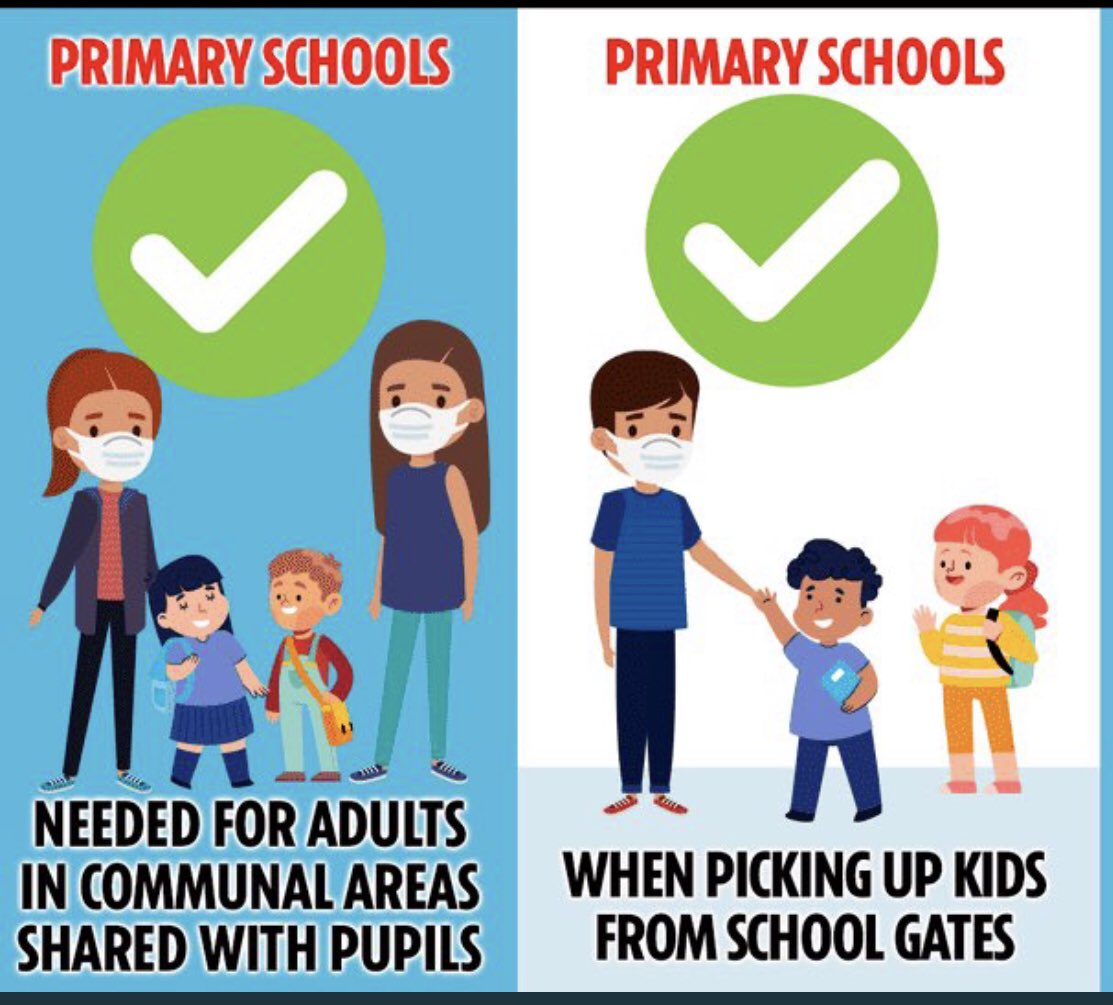 PRIMARY SCHOOLS
NEEDED FOR ADULTS
IN COMMUNAL AREAS
SHARED WITH PUPILS
PRIMARY SCHOOLS
WHEN PICKING UP KIDS
FROM SCHOOL GATES